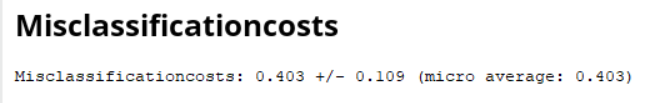 Misclassificationcosts
Misclassificationcosts: 0.403 +/- 0.109 (micro average: 0.403)